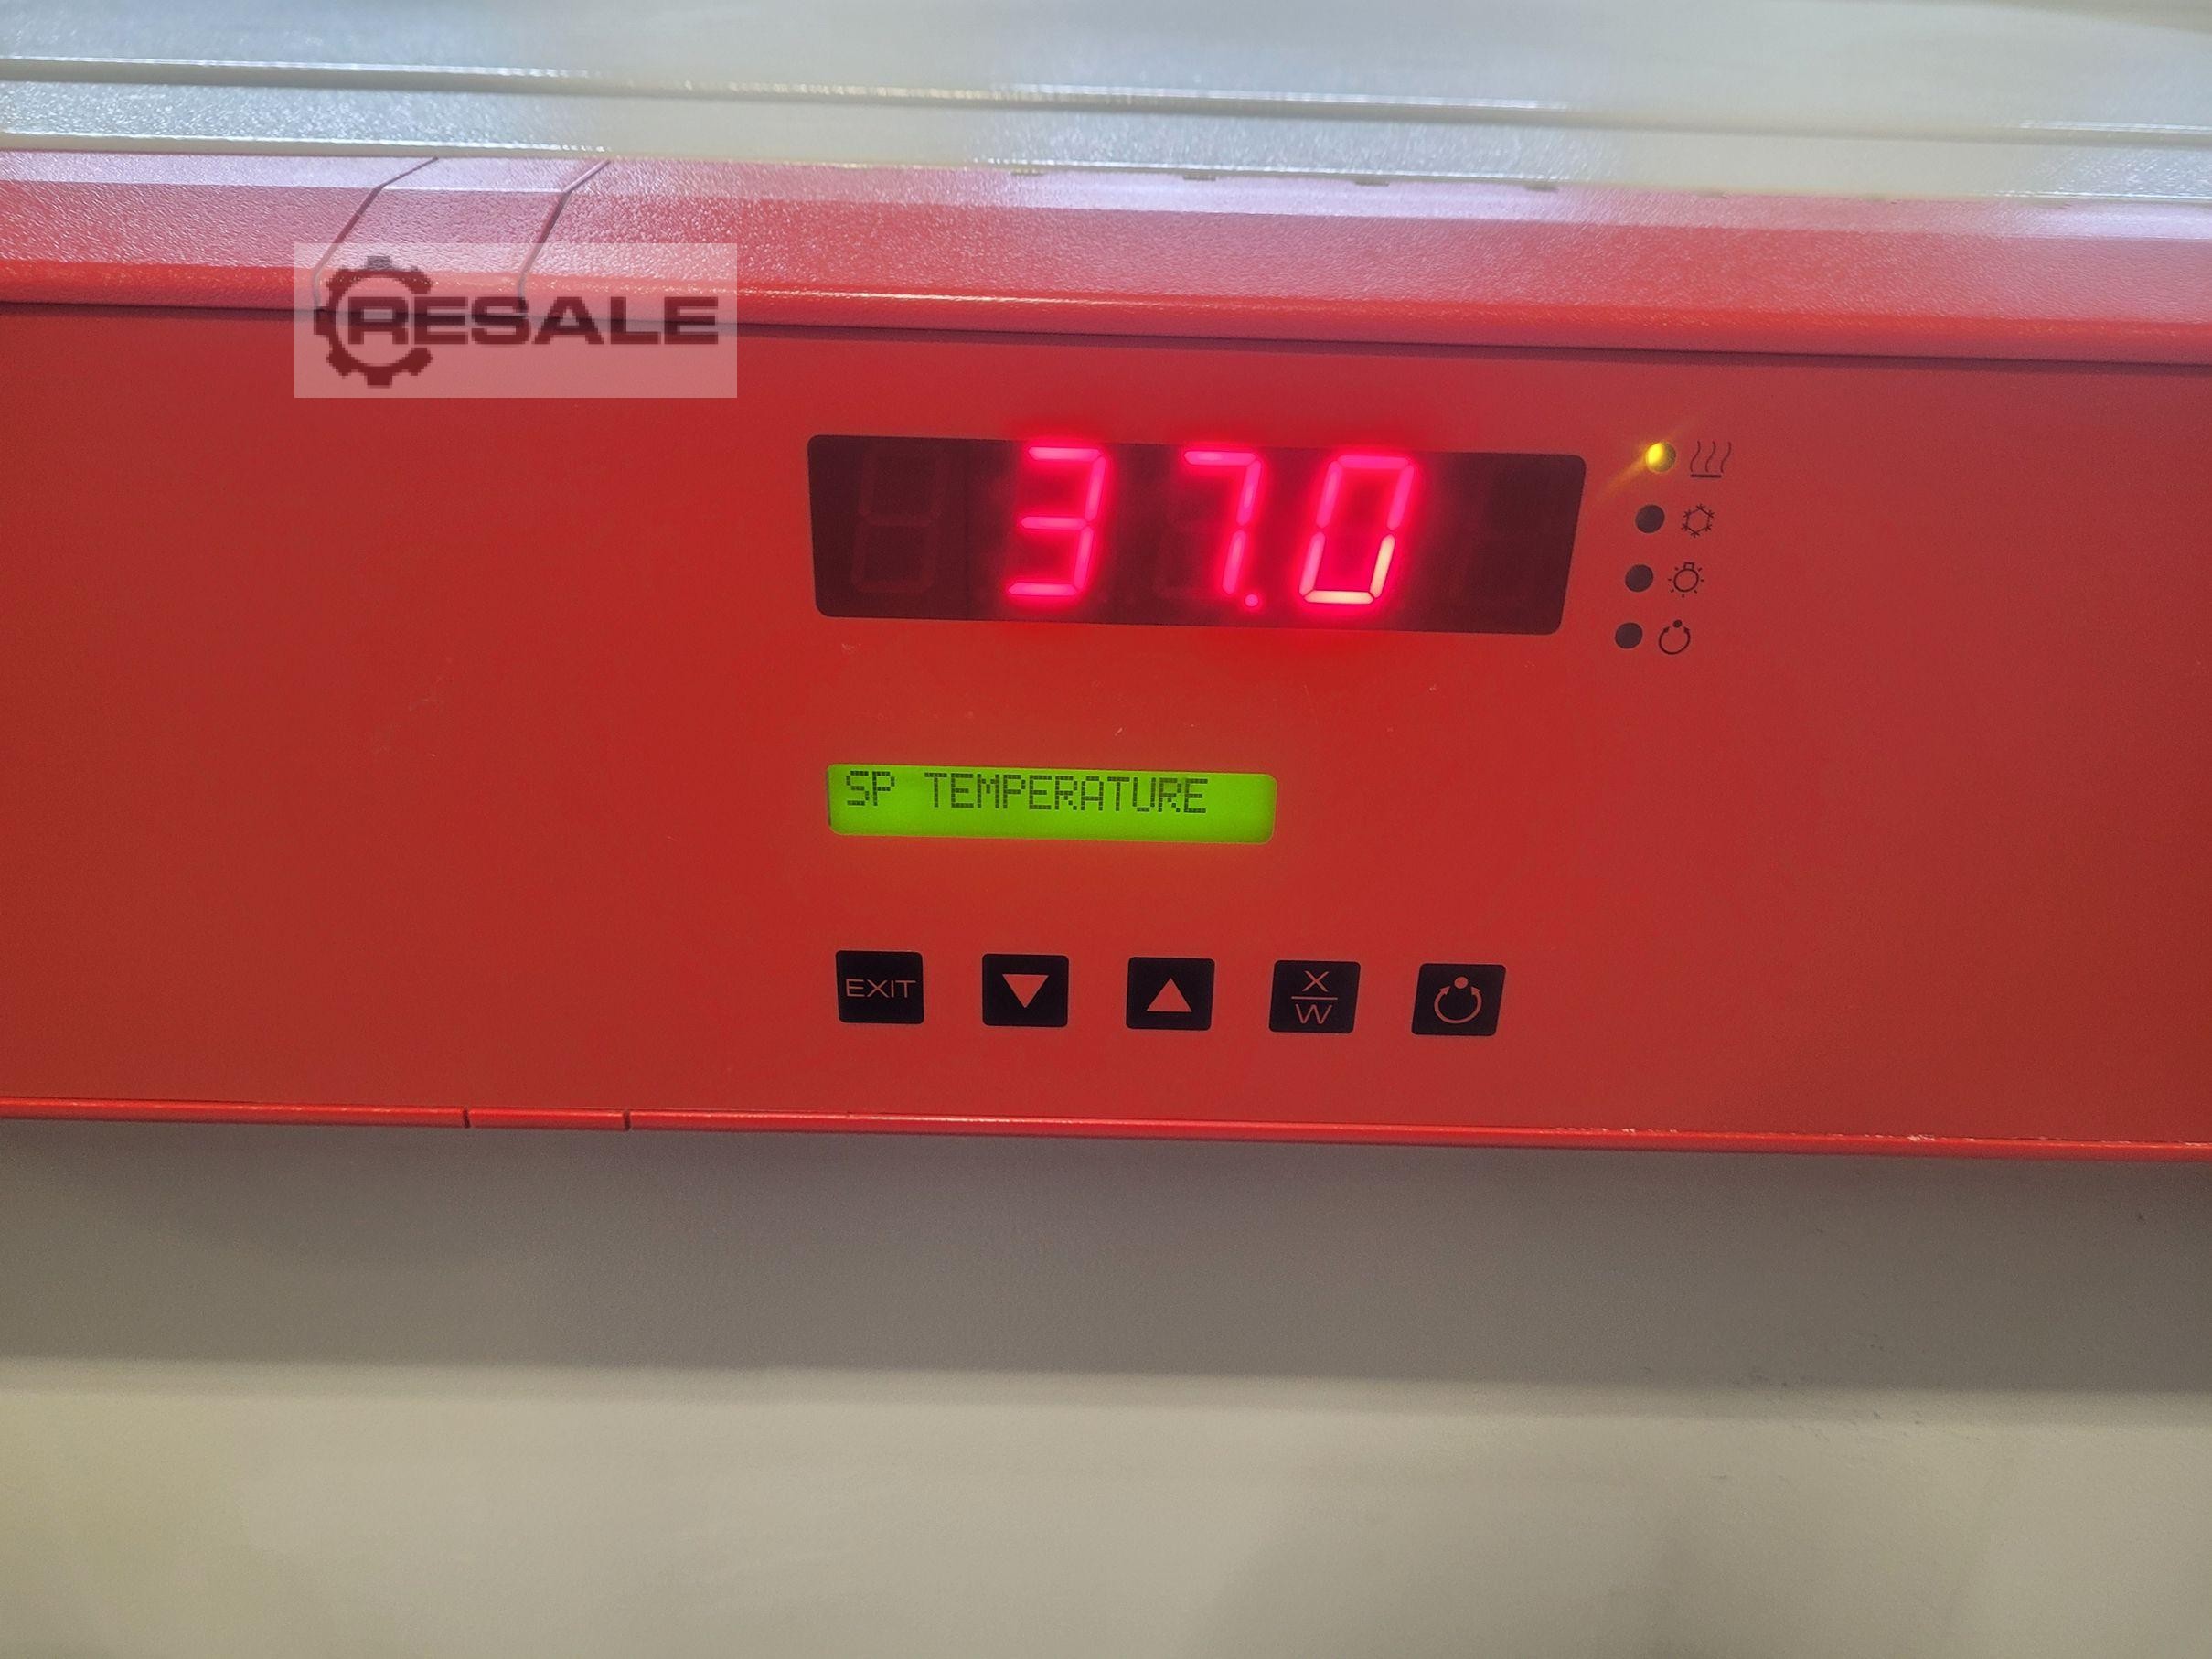 RESALE
37.0
SP TEMPERATURE
EXIT
X
W